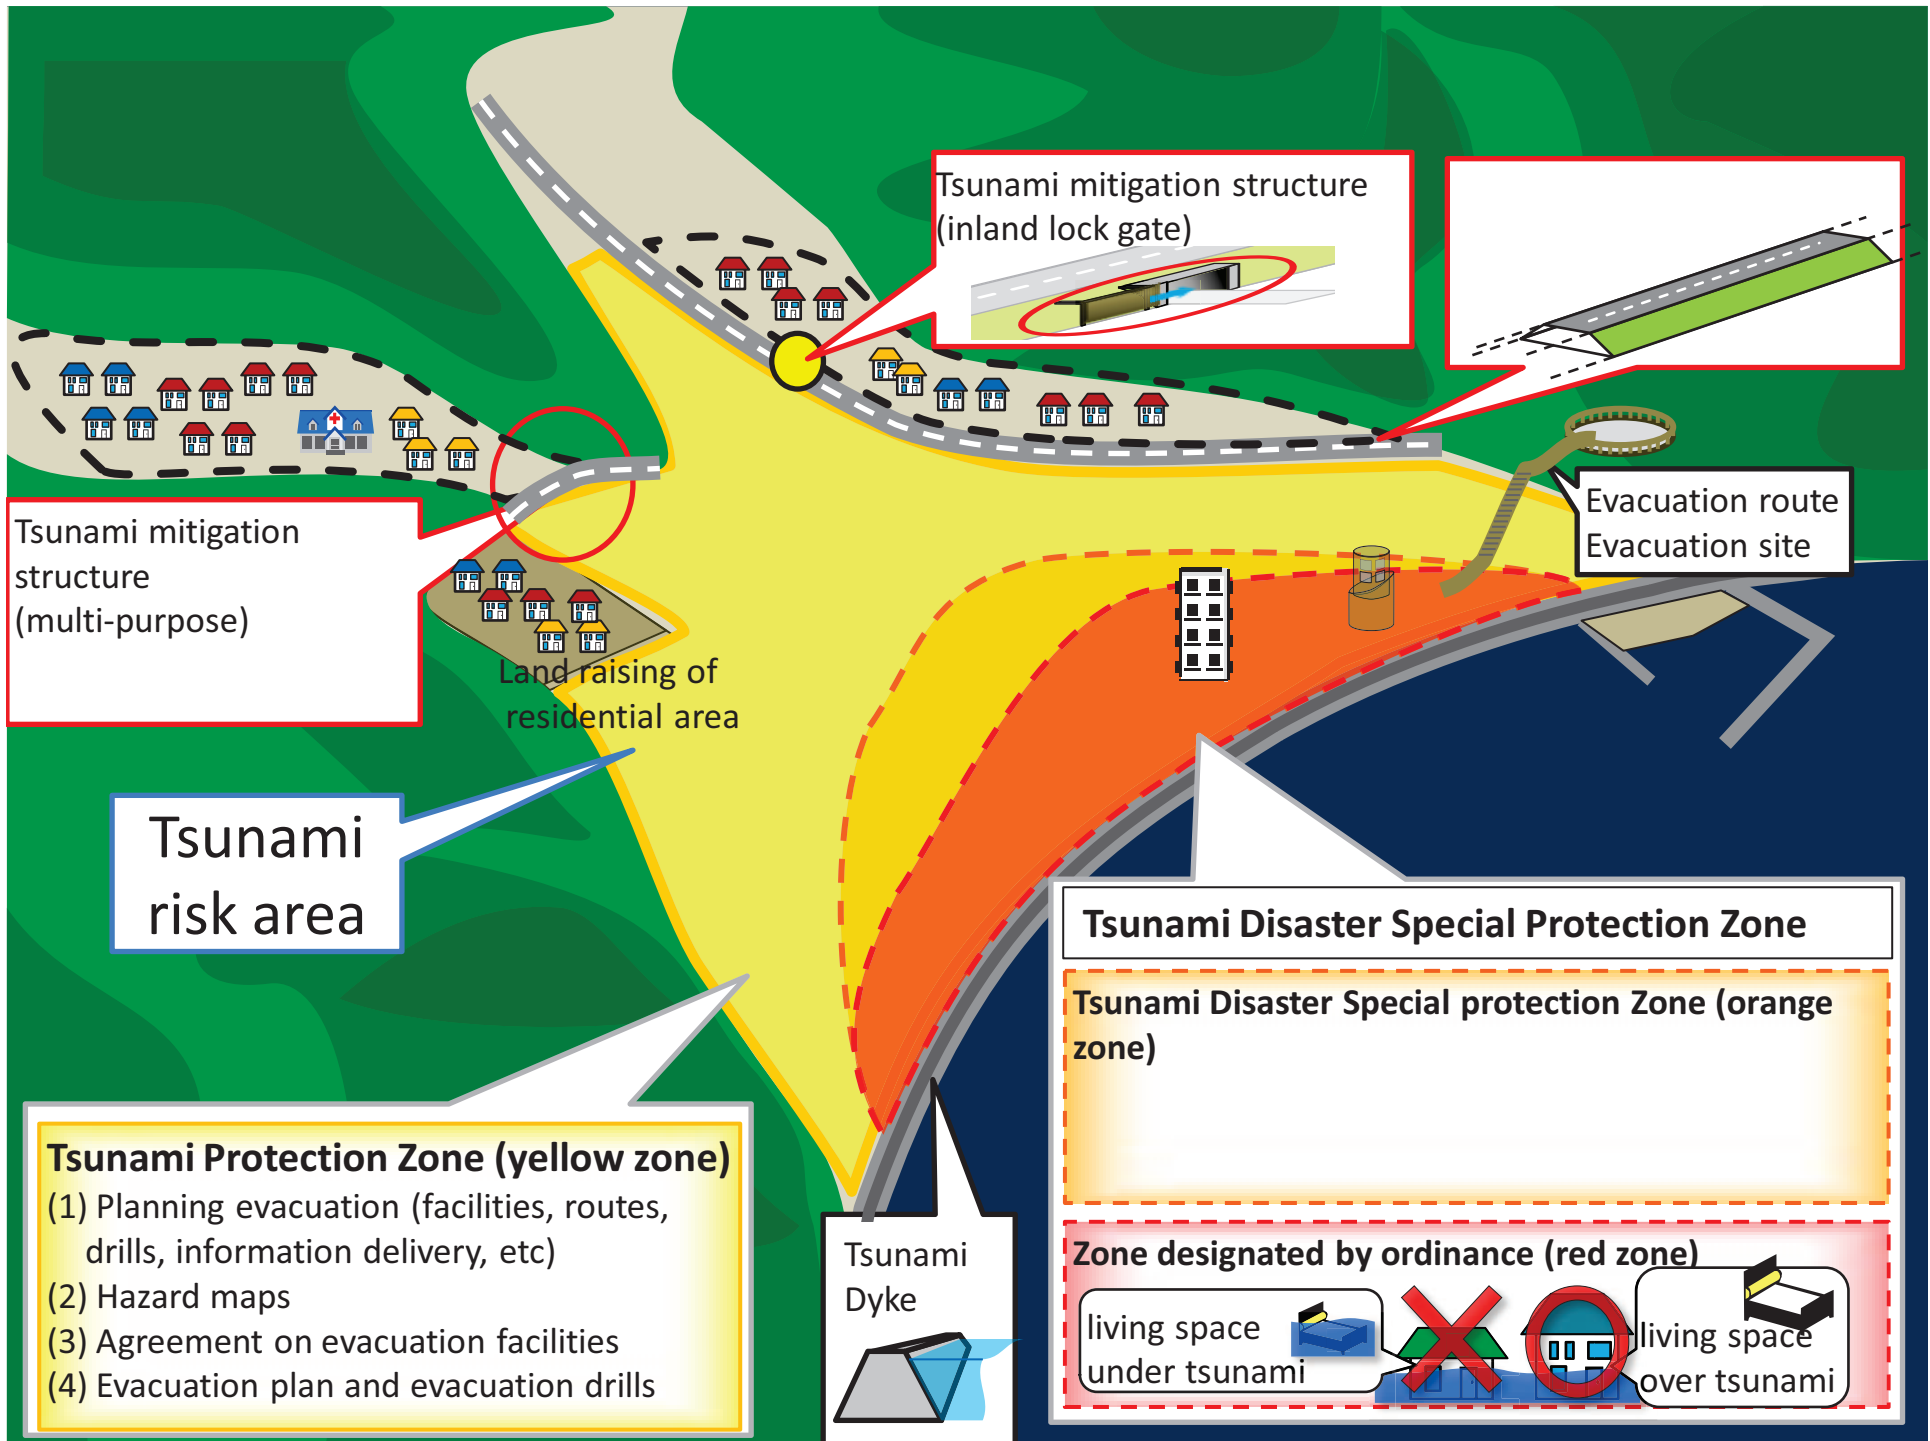 Tsunami mitigation structure
(inland lock gate)
Evacuation route
Evacuation site
Tsunami mitigation
structure
(multi-purpose)
Land raising of
residential area
Tsunami
risk area
Tsunami Disaster Special Protection Zone
Tsunami Disaster Special protection Zone (orange
zone)
Zone designated by ordinance (red zone)
living space
under tsunami
living space
over tsunami
Tsunami Protection Zone (yellow zone)
(1) Planning evacuation (facilities, routes,
drills, information delivery, etc)
(2) Hazard maps
(3) Agreement on evacuation facilities
(4) Evacuation plan and evacuation drills
Tsunami
Dyke